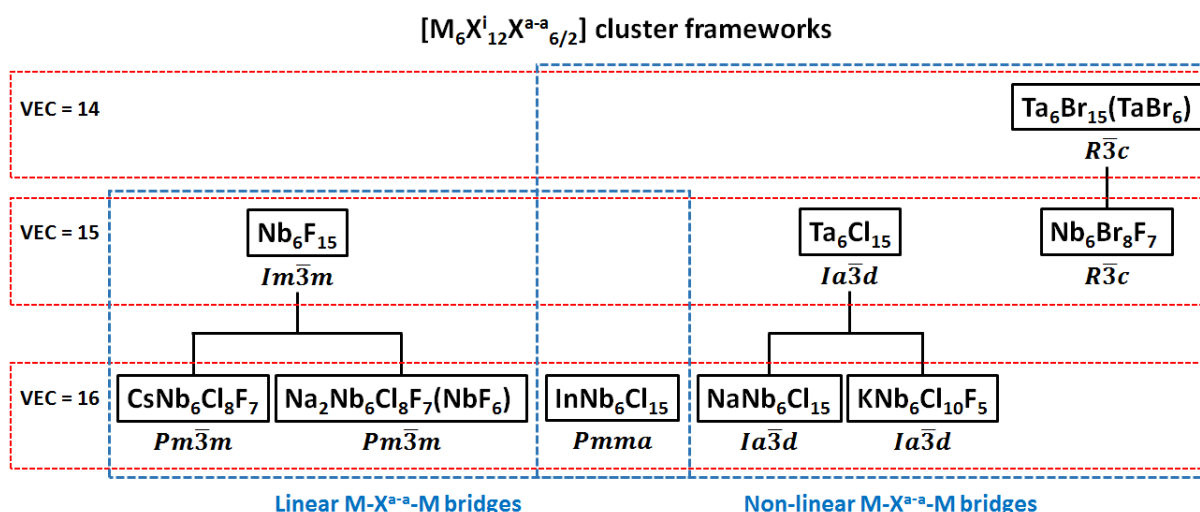 [M₆Xⁱ₁₂Xᵃ⁻ᵃ₆/₂] cluster frameworks
VEC = 14
Ta₆Br₁₅(TaBr₆)
R3̅c
VEC = 15
Nb₆F₁₅
Ta₆Cl₁₅
Nb₆Br₈F₇
Im3̅m
Ia3̅d
R3̅c
VEC = 16
CsNb₆Cl₈F₇
Na₂Nb₆Cl₈F₇(NbF₆)
InNb₆Cl₁₅
NaNb₆Cl₁₅
KNb₆Cl₁₀F₅
Pm3̅m
Pm3̅m
Pmma
Ia3̅d
Ia3̅d
Linear M-Xᵃ⁻ᵃ-M bridges
Non-linear M-Xᵃ⁻ᵃ-M bridges